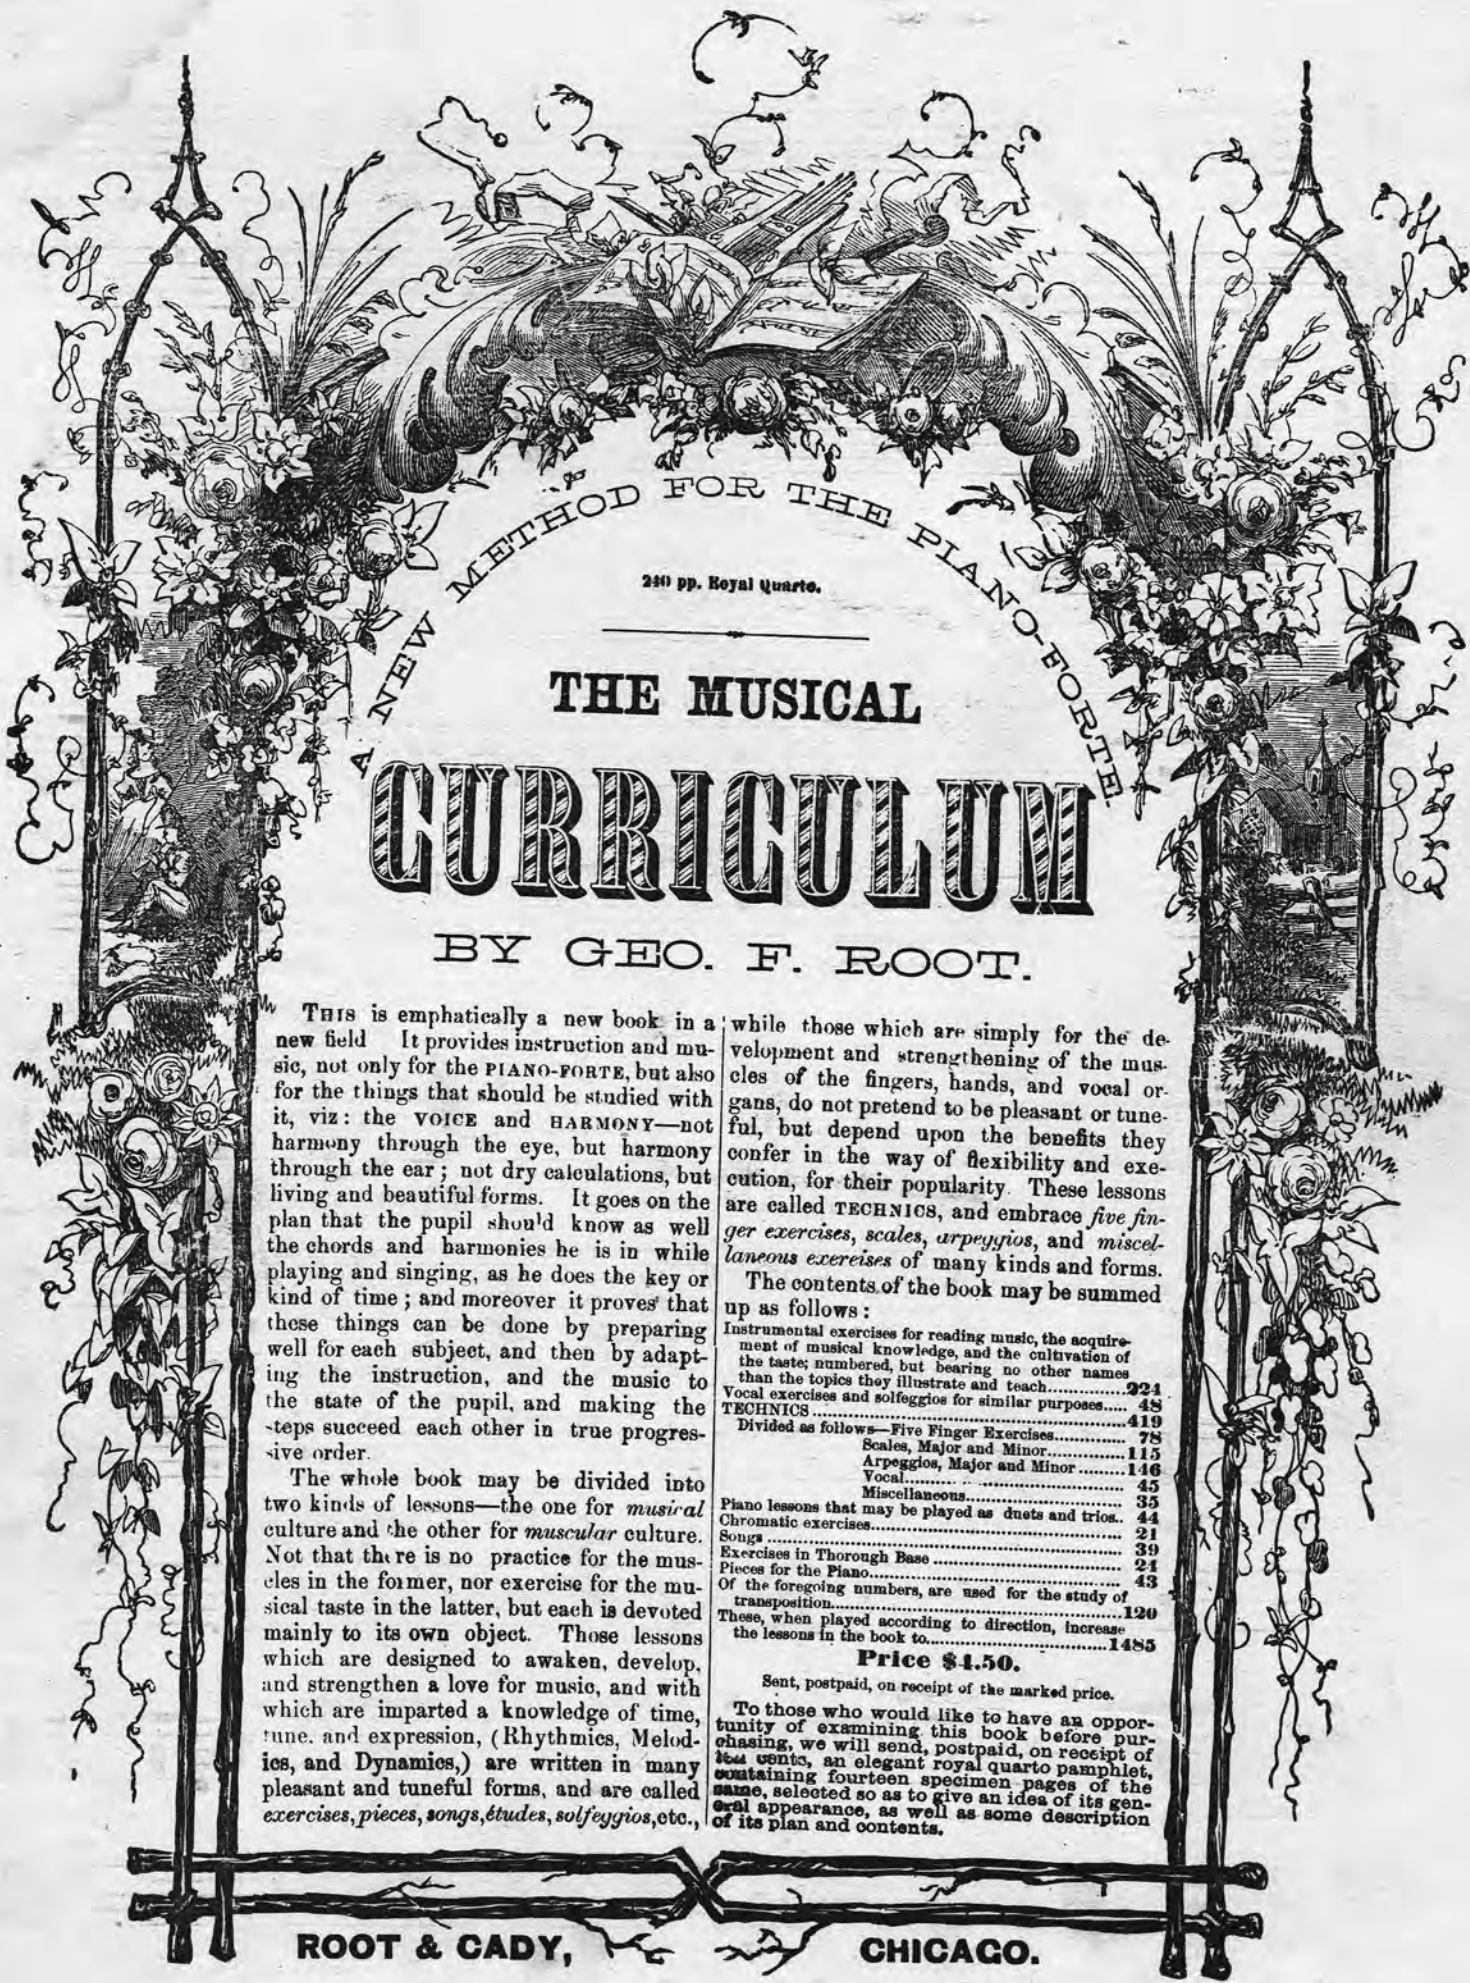 A NEW METHOD FOR THE PIANO-FORTE.
240 pp. Royal Quarto.
THE MUSICAL
CURRICULUM
BY GEO. F. ROOT.
THIS is emphatically a new book in a
new field It provides instruction and mu-
sic, not only for the PIANO-FORTE, but also
for the things that should be studied with
it, viz: the VOICE and HARMONY—not
harmony through the eye, but harmony
through the ear; not dry calculations, but
living and beautiful forms. It goes on the
plan that the pupil should know as well
the chords and harmonies he is in while
playing and singing, as he does the key or
kind of time; and moreover it proves that
these things can be done by preparing
well for each subject, and then by adapt-
ing the instruction, and the music to
the state of the pupil, and making the
steps succeed each other in true progres-
sive order.
The whole book may be divided into
two kinds of lessons—the one for musical
culture and the other for muscular culture.
Not that there is no practice for the mus-
cles in the former, nor exercise for the mu-
sical taste in the latter, but each is devoted
mainly to its own object. Those lessons
which are designed to awaken, develop,
and strengthen a love for music, and with
which are imparted a knowledge of time,
tune, and expression, (Rhythmics, Melod-
ics, and Dynamics,) are written in many
pleasant and tuneful forms, and are called
exercises, pieces, songs, études, solfeggios, etc.,
while those which are simply for the de-
velopment and strengthening of the mus-
cles of the fingers, hands, and vocal or-
gans, do not pretend to be pleasant or tune-
ful, but depend upon the benefits they
confer in the way of flexibility and exe-
cution, for their popularity. These lessons
are called TECHNICS, and embrace five fin-
ger exercises, scales, arpeggios, and miscel-
laneous exereises of many kinds and forms.
The contents of the book may be summed
up as follows:
Instrumental exercises for reading music, the acquire-
ment of musical knowledge, and the cultivation of
the taste; numbered, but bearing no other names
than the topics they illustrate and teach..............224
Vocal exercises and solfeggios for similar purposes..... 48
TECHNICS ........................................................419
Divided as follows—Five Finger Exercises............. 78
Scales, Major and Minor..............115
Arpeggios, Major and Minor .........146
Vocal....................................... 45
Miscellaneous............................ 35
Piano lessons that may be played as duets and trios.. 44
Chromatic exercises............................................. 21
Songs ............................................................... 39
Exercises in Thorough Base ................................. 24
Pieces for the Piano............................................. 43
Of the foregoing numbers, are used for the study of
transposition....................................................120
These, when played according to direction, increase
the lessons in the book to.................................1485
Price $4.50.
Sent, postpaid, on receipt of the marked price.
To those who would like to have an oppor-
tunity of examining this book before pur-
chasing, we will send, postpaid, on receipt of
ten cents, an elegant royal quarto pamphlet,
containing fourteen specimen pages of the
same, selected so as to give an idea of its gen-
eral appearance, as well as some description
of its plan and contents.
ROOT & CADY, CHICAGO.